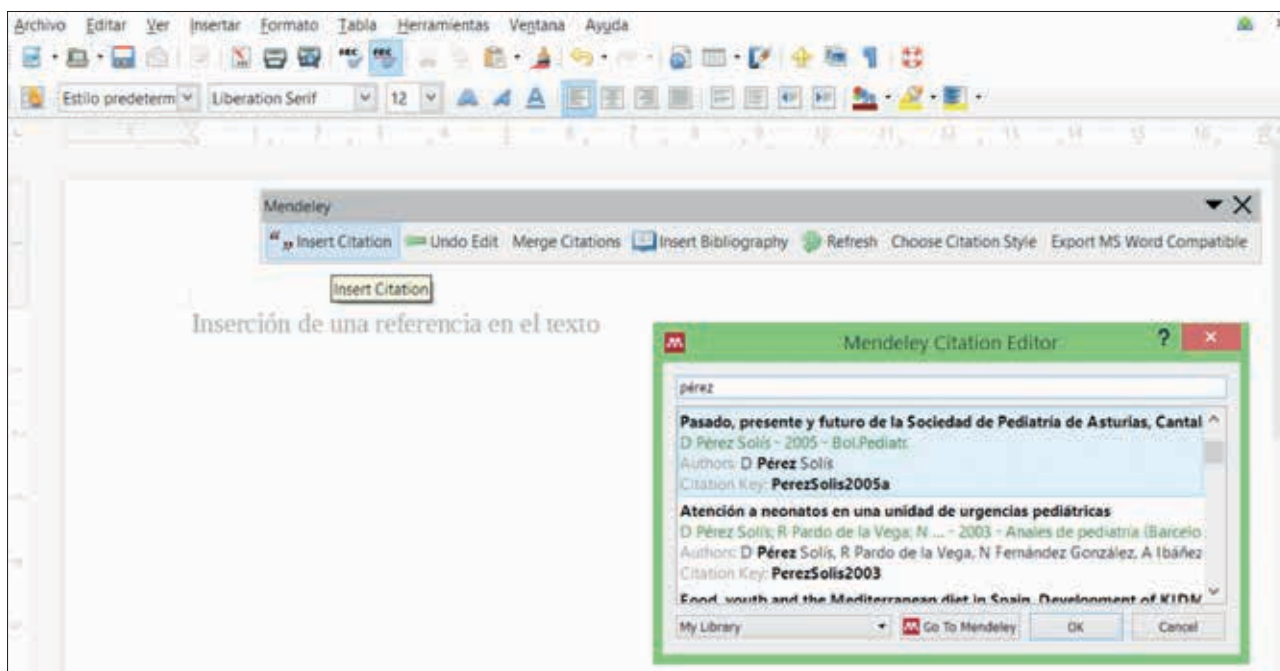 Archivo Editar Ver Insertar Formato Tabla Herramientas Ventana Ayuda
Estilo predeterm Liberation Serif 12
Mendeley
Insert Citation Undo Edit Merge Citations Insert Bibliography Refresh Choose Citation Style Export MS Word Compatible
Insert Citation
Inserción de una referencia en el texto
Mendeley Citation Editor ?
pérez
Pasado, presente y futuro de la Sociedad de Pediatría de Asturias, Cantal
D Pérez Solís - 2005 - Bol.Pediatr.
Authors: D Pérez Solís
Citation Key: PerezSolis2005a
Atención a neonatos en una unidad de urgencias pediátricas
D Pérez Solís; R Pardo de la Vega; N ... - 2003 - Anales de pediatría (Barcelo
Authors: D Pérez Solís, R Pardo de la Vega, N Fernández González, A Ibáñez
Citation Key: PerezSolis2003
Food, youth and the Mediterranean diet in Spain. Development of KIDM
My Library Go To Mendeley OK Cancel